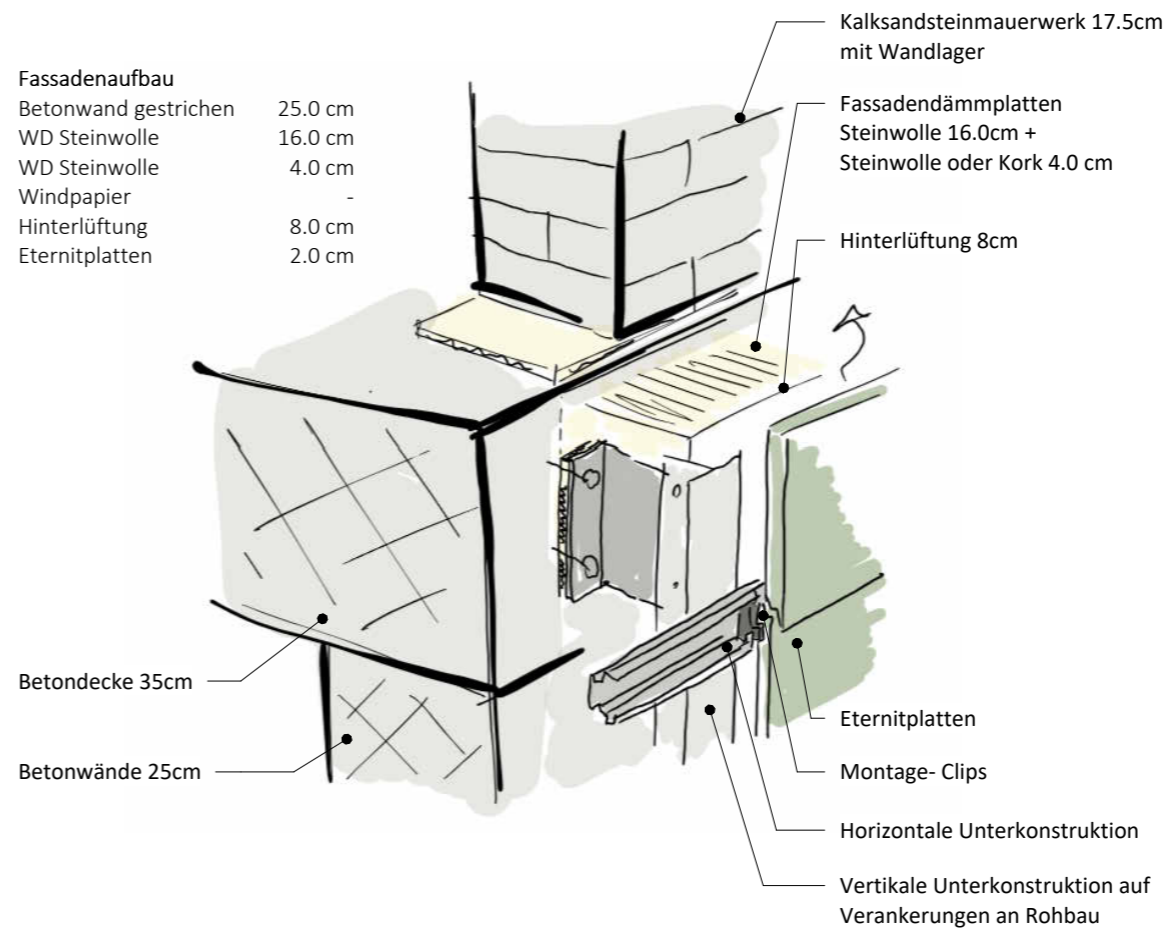 Fassadenaufbau
Betonwand gestrichen 25.0 cm
WD Steinwolle 16.0 cm
WD Steinwolle 4.0 cm
Windpapier -
Hinterlüftung 8.0 cm
Eternitplatten 2.0 cm
Kalksandsteinmauerwerk 17.5cm
mit Wandlager
Fassadendämmplatten
Steinwolle 16.0cm +
Steinwolle oder Kork 4.0 cm
Hinterlüftung 8cm
Betondecke 35cm
Betonwände 25cm
Eternitplatten
Montage- Clips
Horizontale Unterkonstruktion
Vertikale Unterkonstruktion auf
Verankerungen an Rohbau